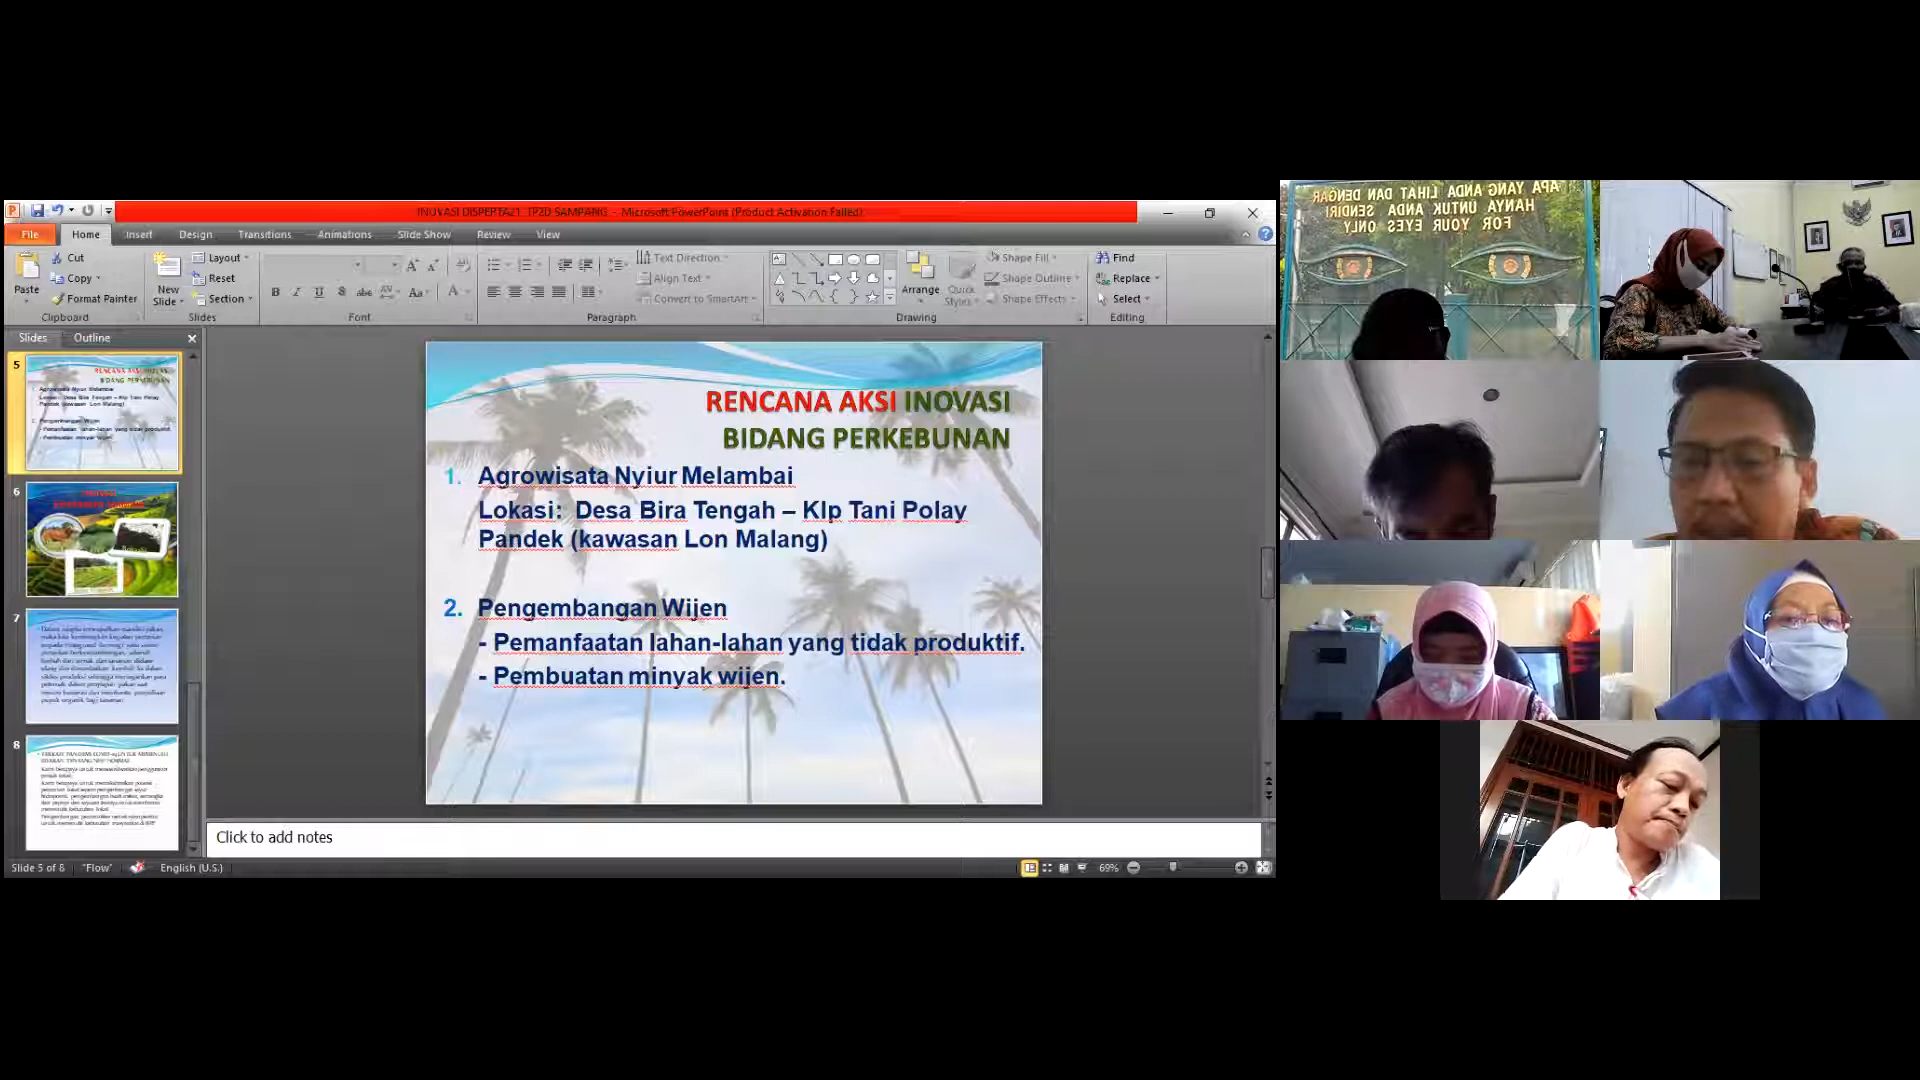 INOVASI DISPERTA21 TP2D SAMPANG - Microsoft PowerPoint (Product Activation Failed)
File Home Insert Design Transitions Animations Slide Show Review View
Paste
Cut
Copy
Format Painter
Clipboard
New
Slide
Layout
Reset
Section
Slides
Font
Text Direction
Align Text
Convert to SmartArt
Paragraph
Arrange
Quick
Styles
Shape Fill
Shape Outline
Shape Effects
Drawing
Find
Replace
Select
Editing
Slides Outline
5
6
7
8
RENCANA AKSI INOVASI
BIDANG PERKEBUNAN
1. Agrowisata Nyiur Melambai
Lokasi: Desa Bira Tengah – Klp Tani Polay
Pandek (kawasan Lon Malang)
2. Pengembangan Wijen
- Pemanfaatan lahan-lahan yang tidak produktif.
- Pembuatan minyak wijen.
Click to add notes
Slide 5 of 8 "Flow" English (U.S.) 69%
APA YANG ANDA LIHAT DAN DENGAR
HANYA UNTUK ANDA SENDIRI
FOR YOUR EYES ONLY